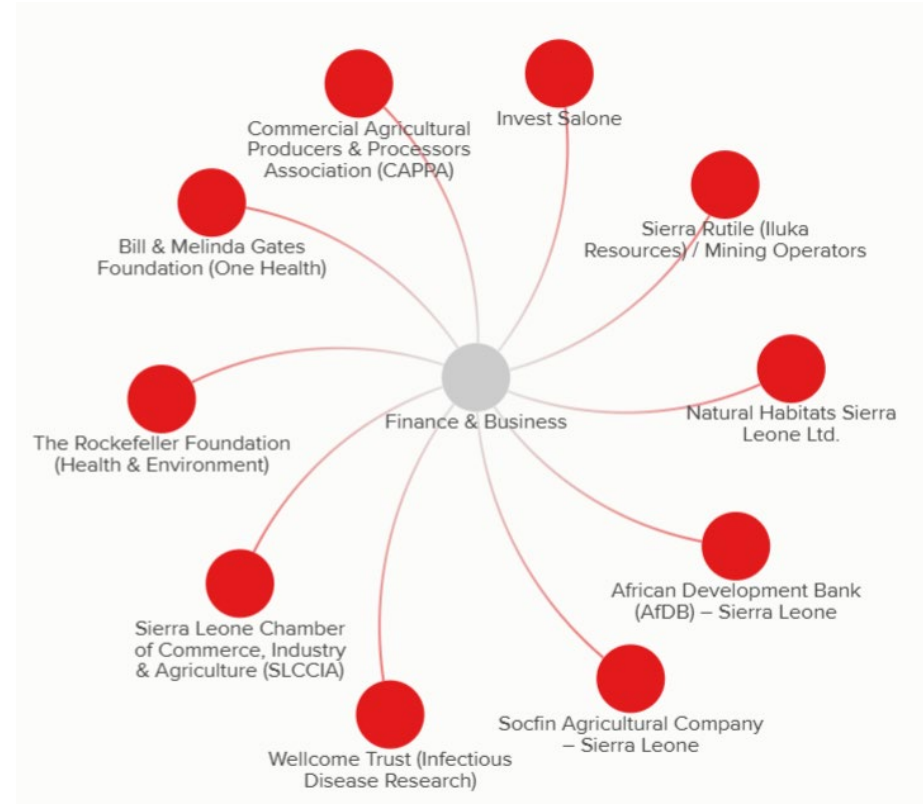 Invest Salone
Commercial Agricultural
Producers & Processors
Association (CAPPA)
Sierra Rutile (Iluka
Resources) / Mining Operators
Bill & Melinda Gates
Foundation (One Health)
Natural Habitats Sierra
Leone Ltd.
Finance & Business
The Rockefeller Foundation
(Health & Environment)
African Development Bank
(AfDB) – Sierra Leone
Sierra Leone Chamber
of Commerce, Industry
& Agriculture (SLCCIA)
Socfin Agricultural Company
– Sierra Leone
Wellcome Trust (Infectious
Disease Research)